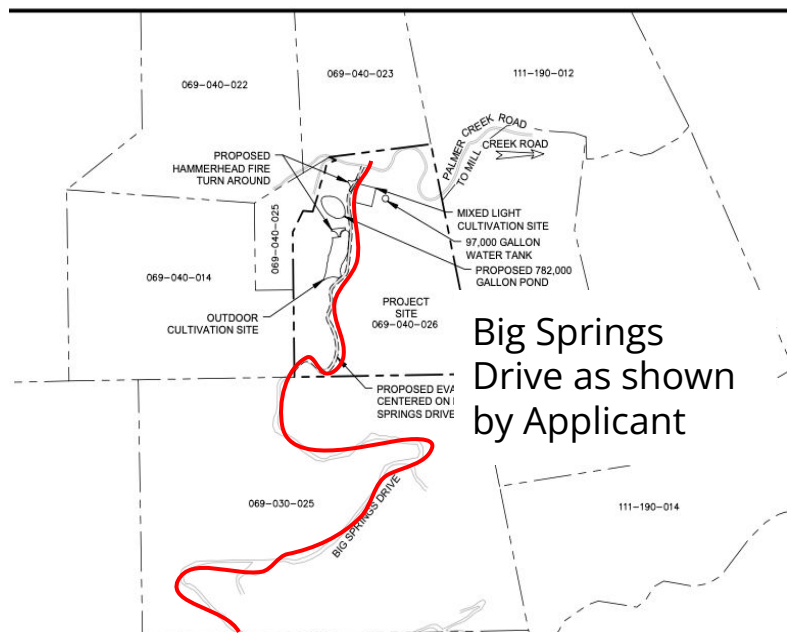 069-040-022
069-040-023
111-190-012
PALMER CREEK ROAD
TO MILL CREEK ROAD
PROPOSED
HAMMERHEAD FIRE
TURN AROUND
069-040-025
MIXED LIGHT
CULTIVATION SITE
97,000 GALLON
WATER TANK
PROPOSED 782,000
GALLON POND
069-040-014
OUTDOOR
CULTIVATION SITE
PROJECT
SITE
069-040-026
Big Springs
Drive as shown
by Applicant
PROPOSED EVA
CENTERED ON
SPRINGS DRIVE
069-030-025
BIG SPRINGS DRIVE
111-190-014